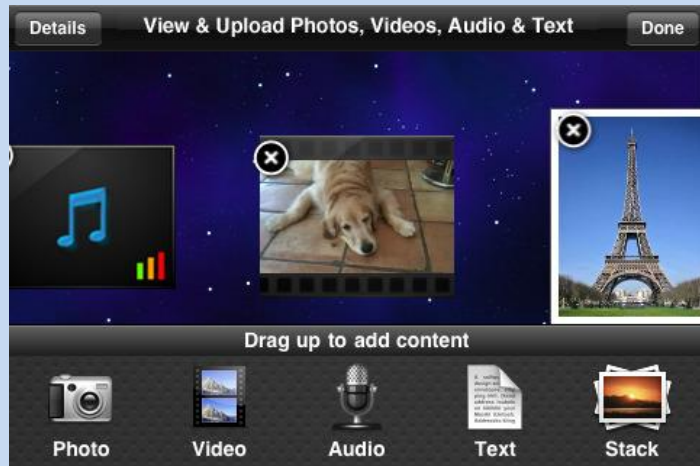 Details
View & Upload Photos, Videos, Audio & Text
Done
Drag up to add content
Photo
Video
Audio
Text
Stack